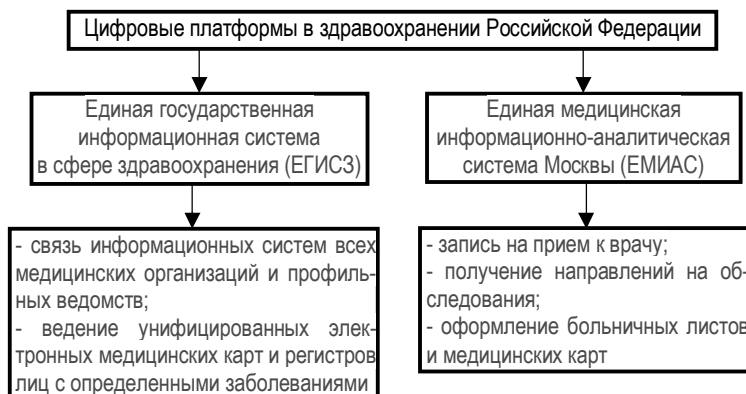 Цифровые платформы в здравоохранении Российской Федерации
Единая государственная
информационная система
в сфере здравоохранения (ЕГИСЗ)
Единая медицинская
информационно-аналитическая
система Москвы (ЕМИАС)
- связь информационных систем всех
медицинских организаций и профиль-
ных ведомств;
- ведение унифицированных элек-
тронных медицинских карт и регистров
лиц с определенными заболеваниями
- запись на прием к врачу;
- получение направлений на об-
следования;
- оформление больничных листов
и медицинских карт